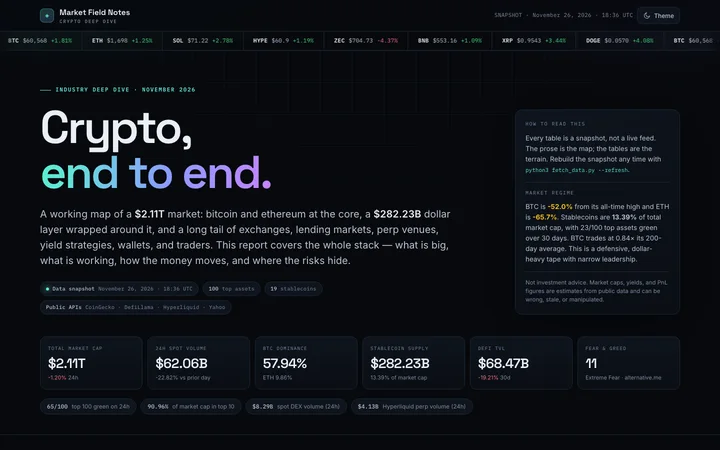 Market Field Notes
CRYPTO DEEP DIVE
SNAPSHOT · November 26, 2026 · 18:36 UTC
Theme
BTC $60,568 +1.81% ETH $1,698 +1.25% SOL $71.22 +2.78% HYPE $60.9 +1.19% ZEC $704.73 -4.37% BNB $553.16 +1.09% XRP $0.9543 +3.44% DOGE $0.0570 +4.08% BTC $60,568
INDUSTRY DEEP DIVE · NOVEMBER 2026
Crypto,
end to end.
A working map of a $2.11T market: bitcoin and ethereum at the core, a $282.23B dollar
layer wrapped around it, and a long tail of exchanges, lending markets, perp venues,
yield strategies, wallets, and traders. This report covers the whole stack — what is big,
what is working, how the money moves, and where the risks hide.
Data snapshot November 26, 2026 · 18:36 UTC
100 top assets
19 stablecoins
Public APIs CoinGecko · DefiLlama · Hyperliquid · Yahoo
HOW TO READ THIS
Every table is a snapshot, not a live feed.
The prose is the map; the tables are the
terrain. Rebuild the snapshot any time with
python3 fetch_data.py --refresh.
MARKET REGIME
BTC is -52.0% from its all-time high and ETH
is -65.7%. Stablecoins are 13.39% of total
market cap, with 23/100 top assets green
over 30 days. BTC trades at 0.84× its 200-
day average. This is a defensive, dollar-
heavy tape with narrow leadership.
Not investment advice. Market caps, yields, and PnL
figures are estimates from public data and can be
wrong, stale, or manipulated.
TOTAL MARKET CAP
$2.11T
-1.20% 24h
24H SPOT VOLUME
$62.06B
-22.82% vs prior day
BTC DOMINANCE
57.94%
ETH 9.86%
STABLECOIN SUPPLY
$282.23B
13.39% of market cap
DEFI TVL
$68.47B
-19.21% 30d
FEAR & GREED
11
Extreme Fear · alternative.me
65/100 top 100 green on 24h
90.96% of market cap in top 10
$8.29B spot DEX volume (24h)
$4.13B Hyperliquid perp volume (24h)